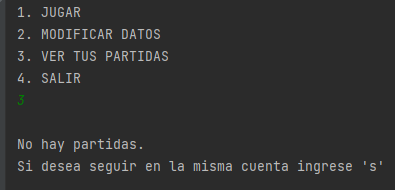 1. JUGAR
2. MODIFICAR DATOS
3. VER TUS PARTIDAS
4. SALIR
3
No hay partidas.
Si desea seguir en la misma cuenta ingrese 's'